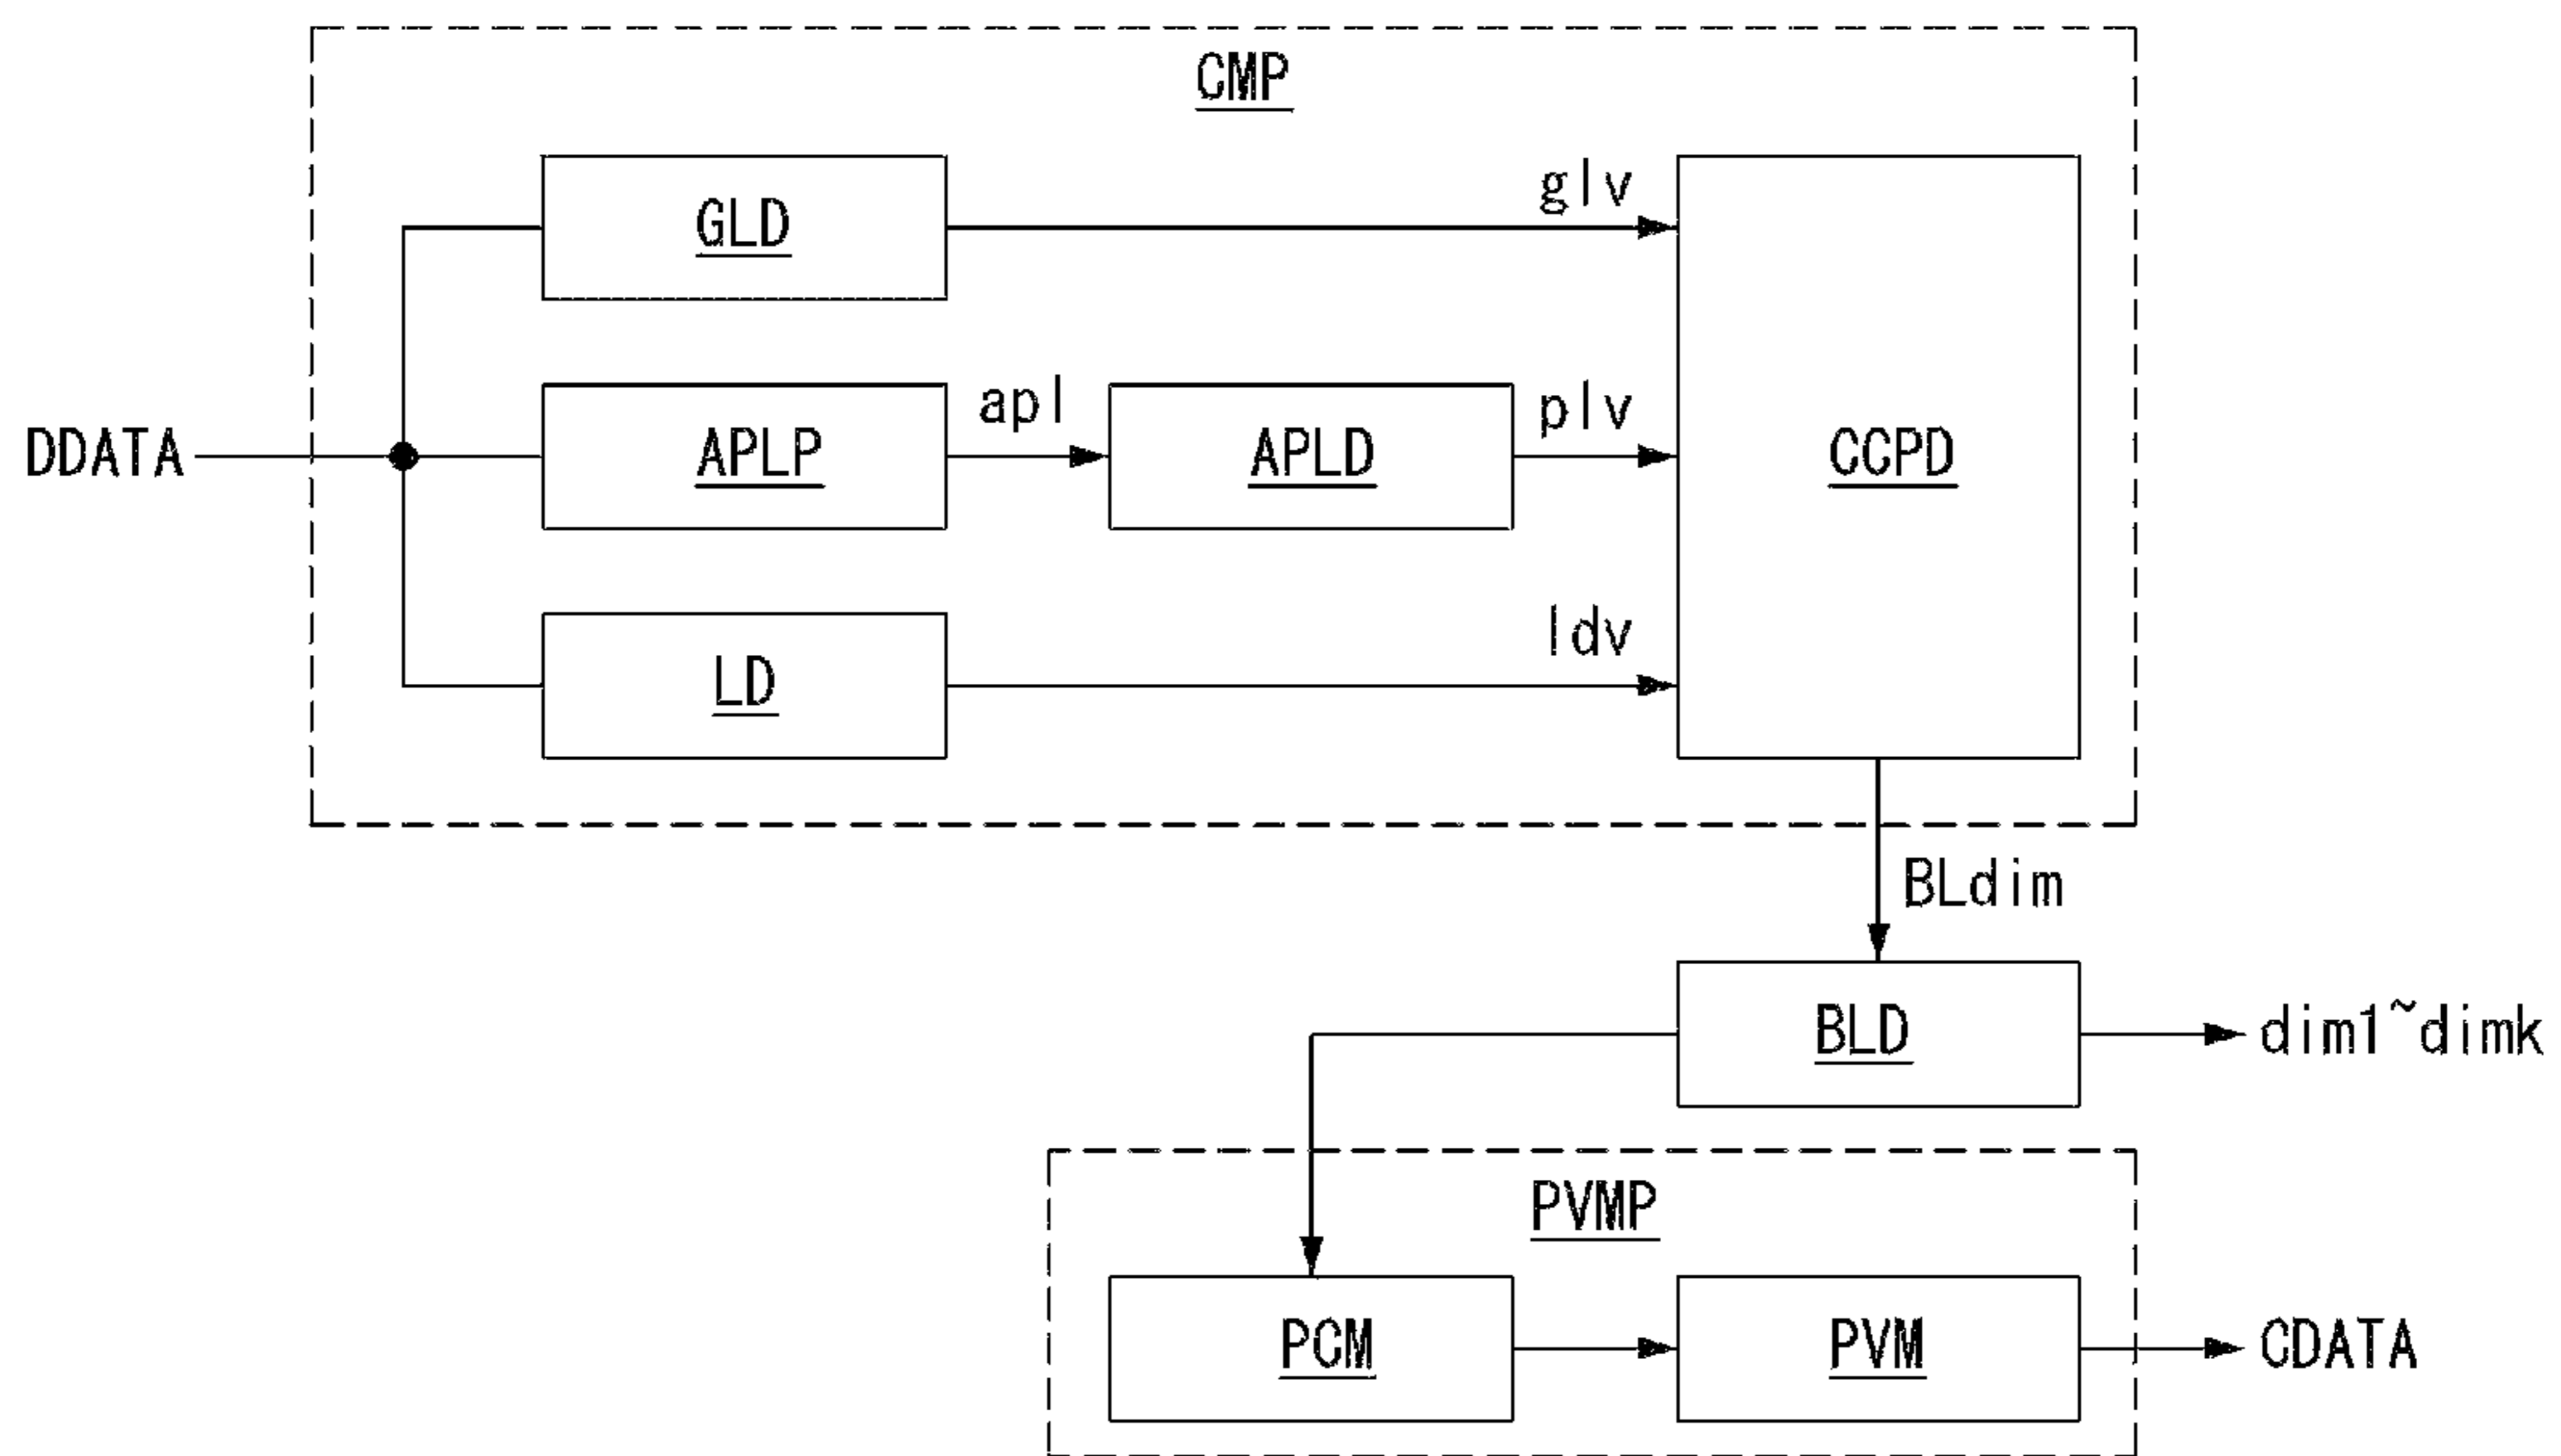 CMP
GLD
glv
DDATA
APLP
apl
APLD
plv
CCPD
LD
ldv
BLdim
BLD
dim1~dimk
PVMP
PCM
PVM
CDATA